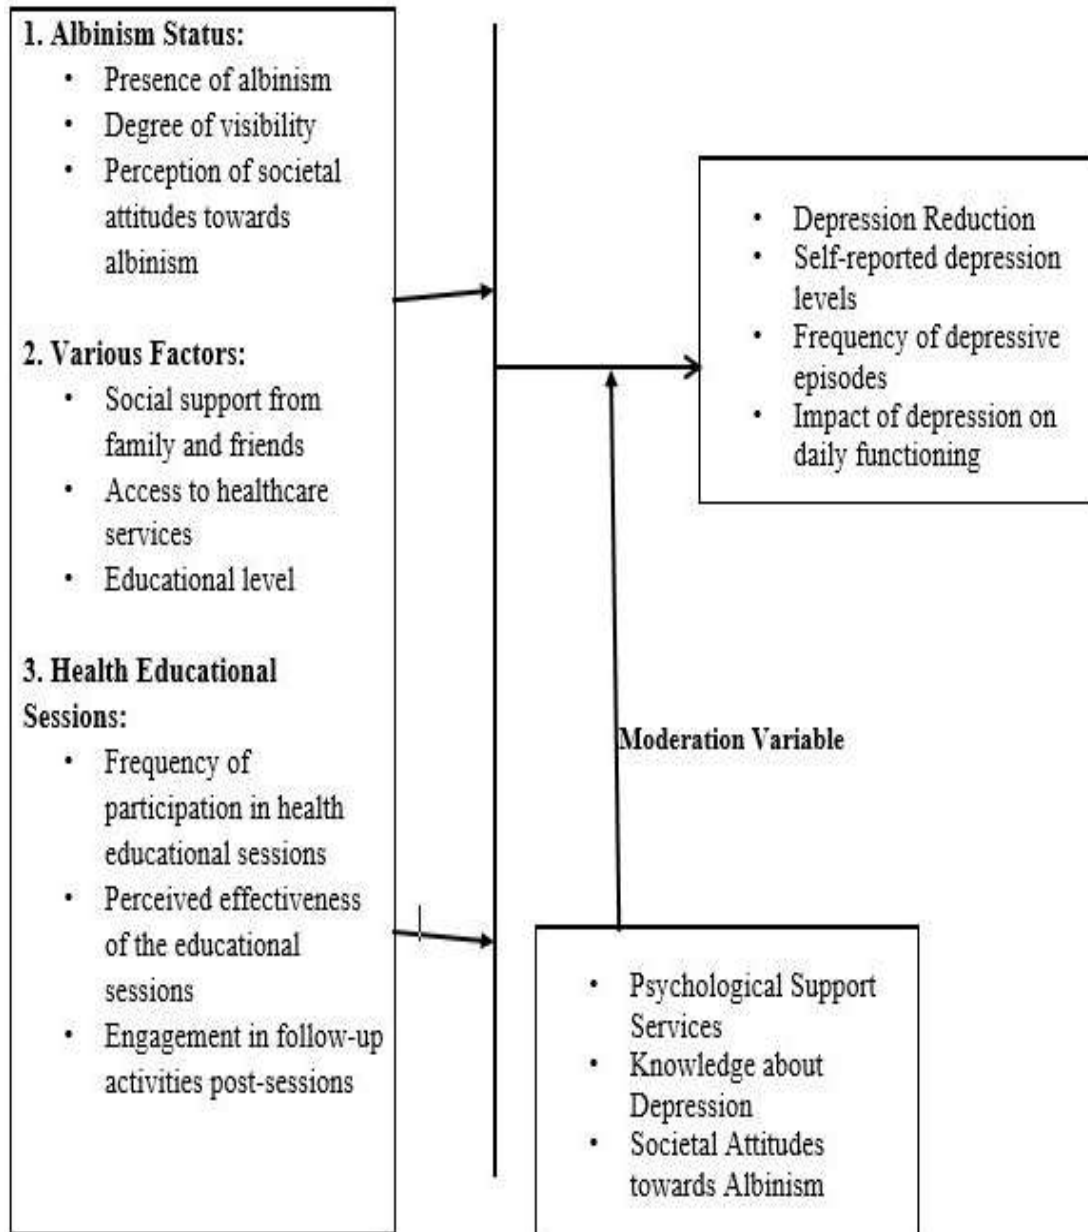 1. Albinism Status:
• Presence of albinism
• Degree of visibility
• Perception of societal
attitudes towards
albinism
2. Various Factors:
• Social support from
family and friends
• Access to healthcare
services
• Educational level
3. Health Educational
Sessions:
• Frequency of
participation in health
educational sessions
• Perceived effectiveness
of the educational
sessions
• Engagement in follow-up
activities post-sessions
• Depression Reduction
• Self-reported depression
levels
• Frequency of depressive
episodes
• Impact of depression on
daily functioning
Moderation Variable
• Psychological Support
Services
• Knowledge about
Depression
• Societal Attitudes
towards Albinism